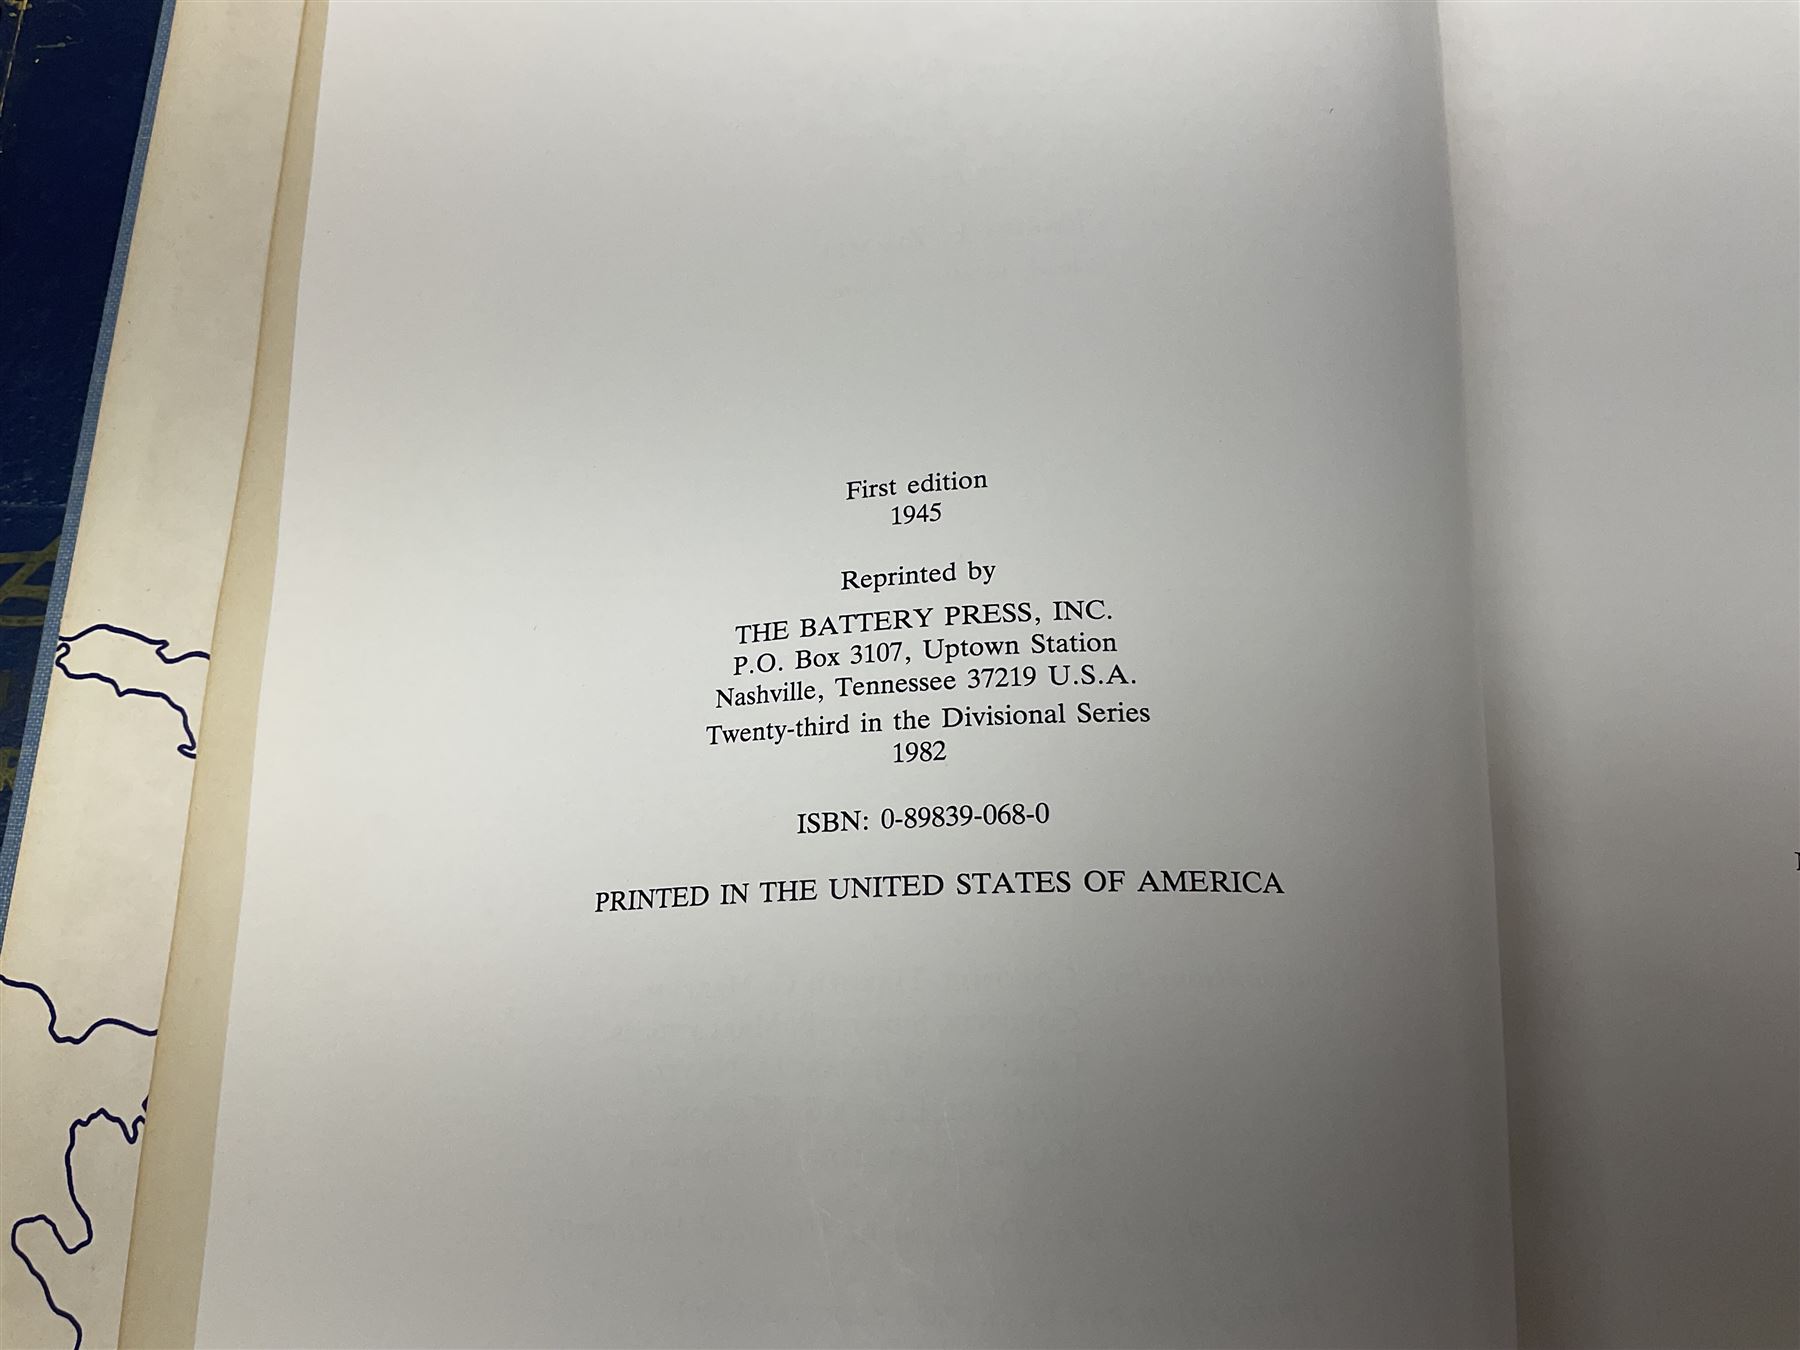 First edition
1945
Reprinted by
THE BATTERY PRESS, INC.
P.O. Box 3107, Uptown Station
Nashville, Tennessee 37219 U.S.A.
Twenty-third in the Divisional Series
1982
ISBN: 0-89839-068-0
PRINTED IN THE UNITED STATES OF AMERICA